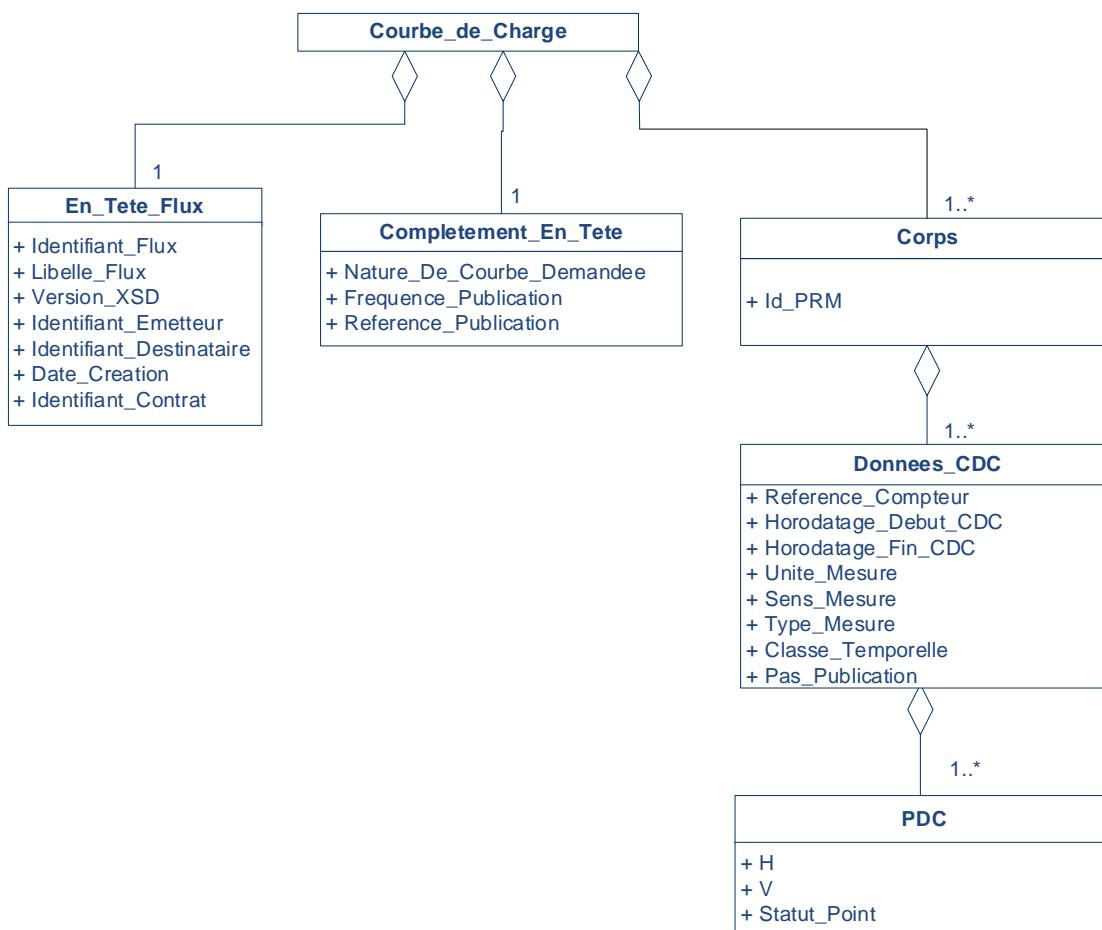 Courbe_de_Charge
1
En_Tete_Flux
+ Identifiant_Flux
+ Libelle_Flux
+ Version_XSD
+ Identifiant_Emetteur
+ Identifiant_Destinataire
+ Date_Creation
+ Identifiant_Contrat
1
Completement_En_Tete
+ Nature_De_Courbe_Demandee
+ Frequence_Publication
+ Reference_Publication
1..*
Corps
+ Id_PRM
1..*
Donnees_CDC
+ Reference_Compteur
+ Horodatage_Debut_CDC
+ Horodatage_Fin_CDC
+ Unite_Mesure
+ Sens_Mesure
+ Type_Mesure
+ Classe_Temporelle
+ Pas_Publication
1..*
PDC
+ H
+ V
+ Statut_Point